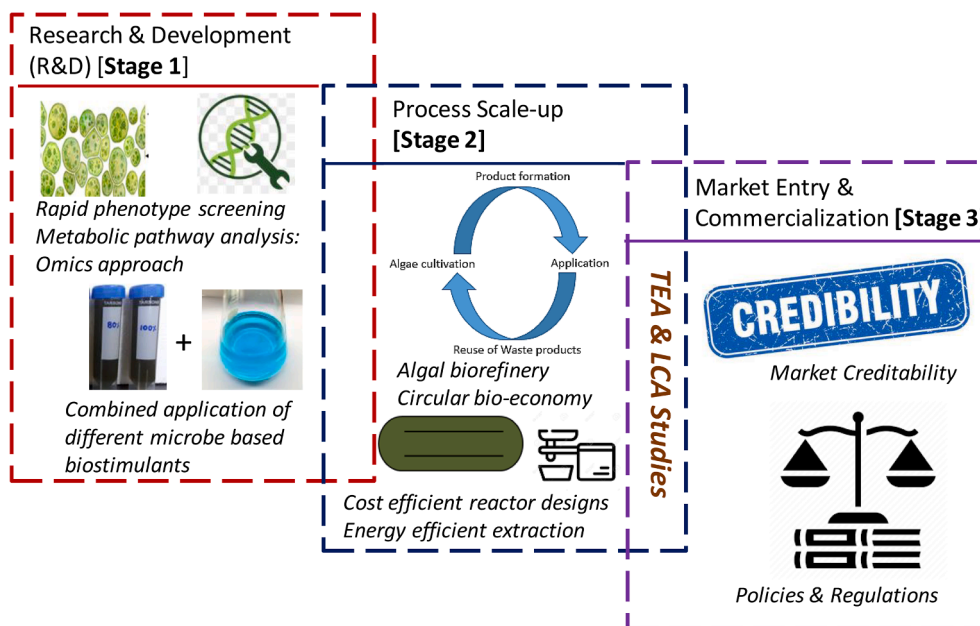 Research & Development
(R&D) [Stage 1]
Rapid phenotype screening
Metabolic pathway analysis:
Omics approach
80%
100%
+
Combined application of
different microbe based
biostimulants
Process Scale-up
[Stage 2]
Product formation
Algae cultivation
Application
Reuse of Waste products
Algal biorefinery
Circular bio-economy
Cost efficient reactor designs
Energy efficient extraction
TEA & LCA Studies
Market Entry &
Commercialization [Stage 3
CREDIBILITY
Market Creditability
Policies & Regulations